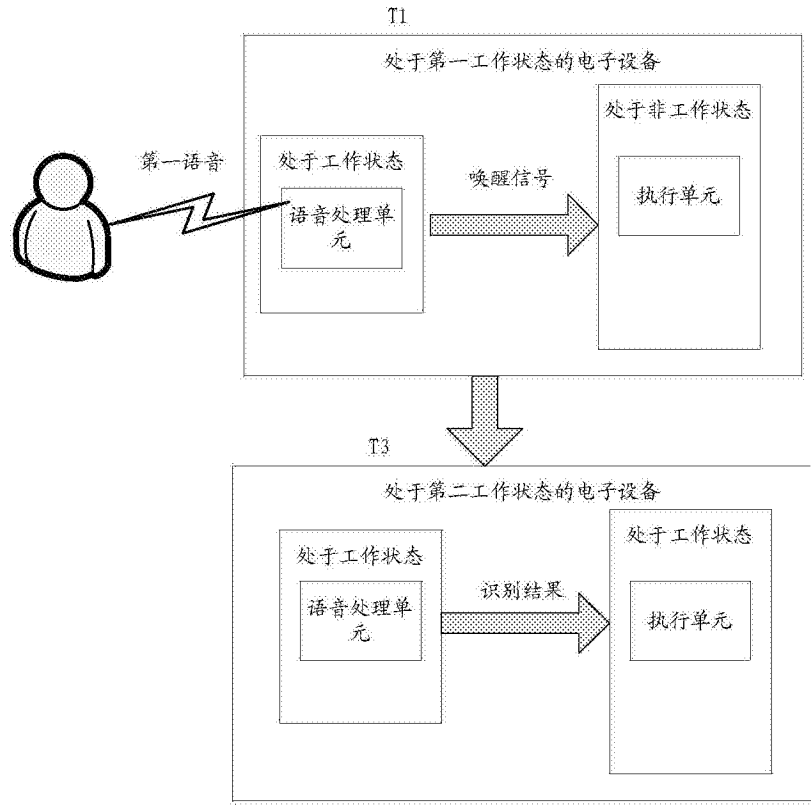 T1
处于第一工作状态的电子设备
处于非工作状态
第一语音
处于工作状态
唤醒信号
执行单元
语音处理单
元
T3
处于第二工作状态的电子设备
处于工作状态
处于工作状态
识别结果
语音处理单
元
执行单元